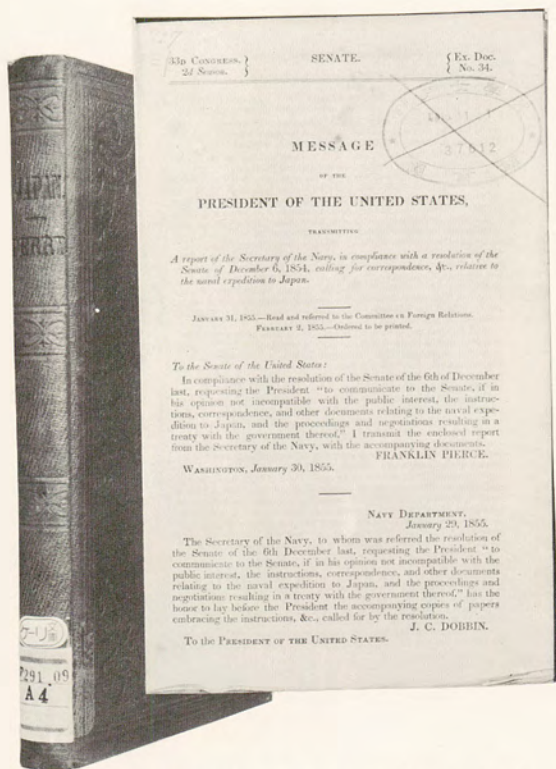 JAPAN
PERRY
291.09
A4
33D CONGRESS,
2d Session.
SENATE.
Ex. Doc.
No. 34.
37612
MESSAGE
OF THE
PRESIDENT OF THE UNITED STATES,
TRANSMITTING
A report of the Secretary of the Navy, in compliance with a resolution of the
Senate of December 6, 1854, calling for correspondence, &c., relative to
the naval expedition to Japan.
JANUARY 31, 1855.—Read and referred to the Committee on Foreign Relations.
FEBRUARY 2, 1855.—Ordered to be printed.
To the Senate of the United States:
In compliance with the resolution of the Senate of the 6th of December
last, requesting the President "to communicate to the Senate, if in
his opinion not incompatible with the public interest, the instruc-
tions, correspondence, and other documents relating to the naval expe-
dition to Japan, and the proceedings and negotiations resulting in a
treaty with the government thereof," I transmit the enclosed report
from the Secretary of the Navy, with the accompanying documents.
FRANKLIN PIERCE.
WASHINGTON, January 30, 1855.
NAVY DEPARTMENT,
January 29, 1855.
The Secretary of the Navy, to whom was referred the resolution of
the Senate of the 6th December last, requesting the President "to
communicate to the Senate, if in his opinion not incompatible with the
public interest, the instructions, correspondence, and other documents
relating to the naval expedition to Japan, and the proceedings and
negotiations resulting in a treaty with the government thereof," has the
honor to lay before the President the accompanying copies of papers
embracing the instructions, &c., called for by the resolution.
J. C. DOBBIN.
To the PRESIDENT OF THE UNITED STATES.